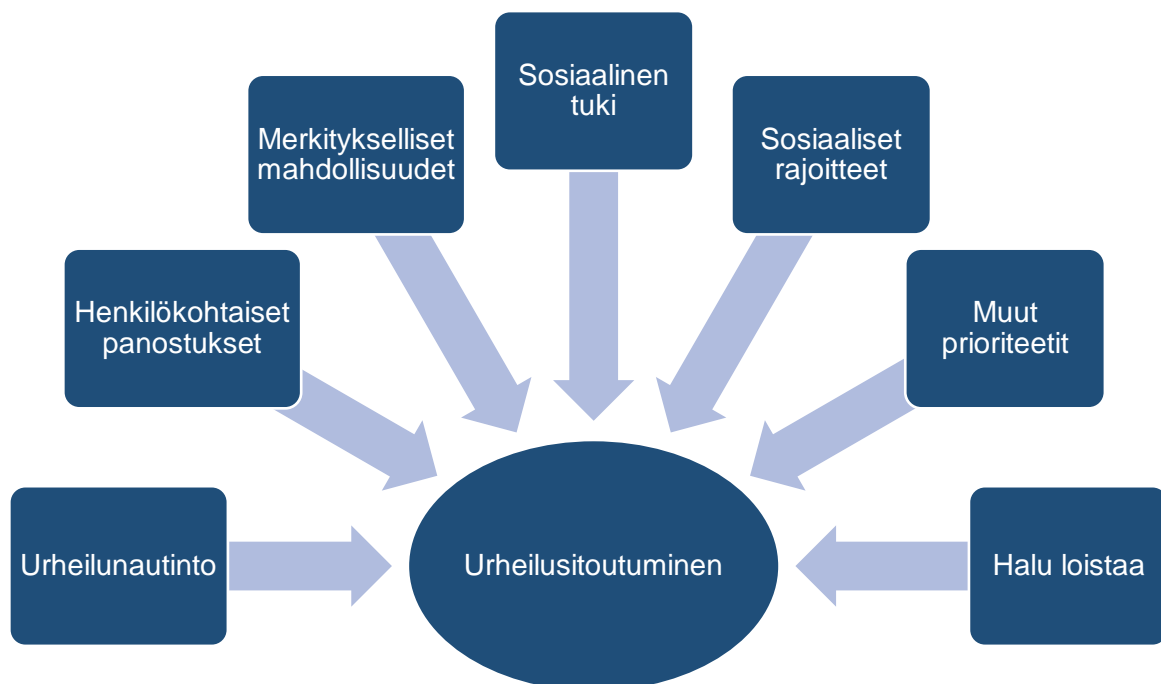 Sosiaalinen
tuki
Merkitykselliset
mahdollisuudet
Sosiaaliset
rajoitteet
Henkilökohtaiset
panostukset
Muut
prioriteetit
Urheilunautinto
Urheilusitoutuminen
Halu loistaa